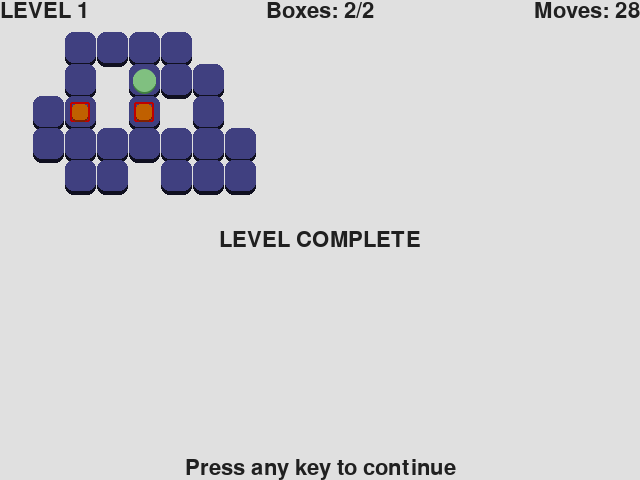 LEVEL 1 Boxes: 2/2 Moves: 28
LEVEL COMPLETE
Press any key to continue